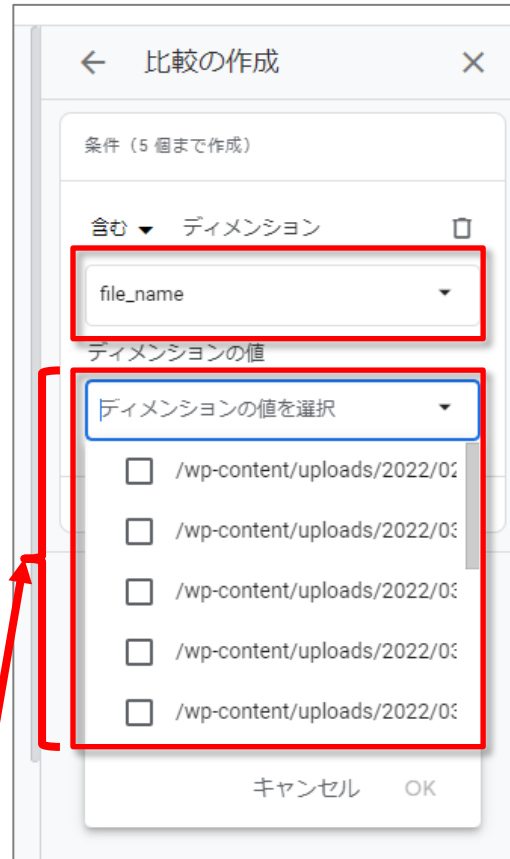 比較の作成
条件（5 個まで作成）
含む ディメンション
file_name
ディメンションの値
ディメンションの値を選択
/wp-content/uploads/2022/02
/wp-content/uploads/2022/03
/wp-content/uploads/2022/03
/wp-content/uploads/2022/03
/wp-content/uploads/2022/03
キャンセル OK